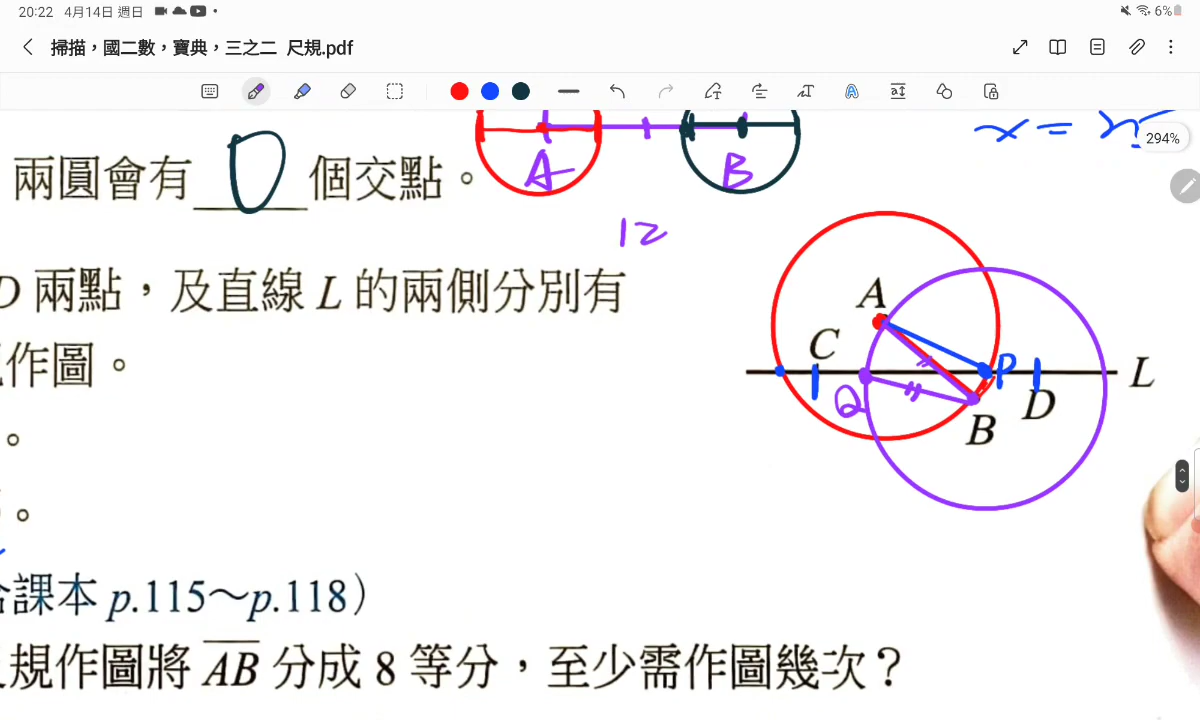 20:22 4月14日 週日
6%
掃描，國二數，寶典，三之二 尺規.pdf
294%
A B
12
兩圓會有 0 個交點。
D 兩點，及直線 L 的兩側分別有
作圖。
。
。
A
C
P
L
Q
D
B
課本 p.115～p.118）
規作圖將 AB 分成 8 等分，至少需作圖幾次？